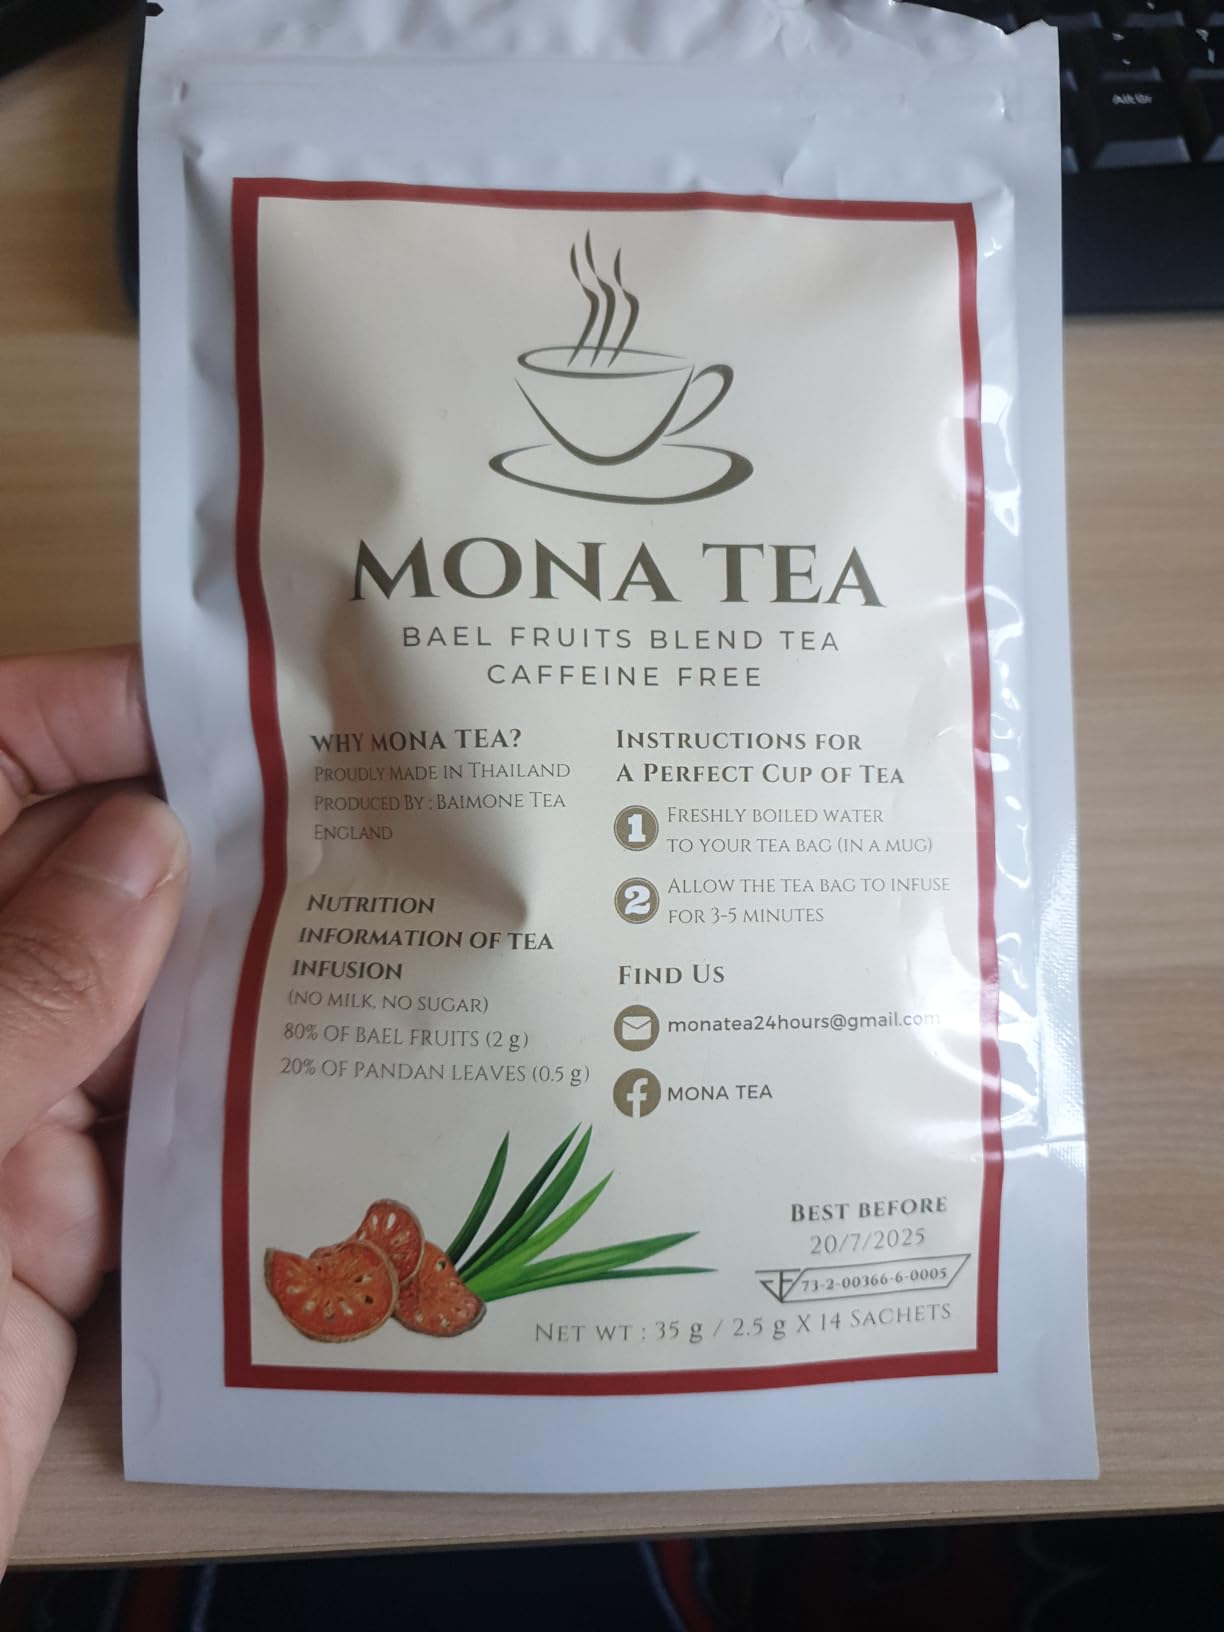 MONA TEA
BAEL FRUITS BLEND TEA
CAFFEINE FREE
WHY MONA TEA?
PROUDLY MADE IN THAILAND
PRODUCED BY : BAIMONE TEA
ENGLAND
NUTRITION
INFORMATION OF TEA
INFUSION
(NO MILK, NO SUGAR)
80% OF BAEL FRUITS (2 g)
20% OF PANDAN LEAVES (0.5 g)
INSTRUCTIONS FOR
A PERFECT CUP OF TEA
1 FRESHLY BOILED WATER
TO YOUR TEA BAG (IN A MUG)
2 ALLOW THE TEA BAG TO INFUSE
FOR 3-5 MINUTES
FIND US
monatea24hours@gmail.com
f MONA TEA
BEST BEFORE
20/7/2025
73-2-00366-6-0005
NET WT : 35 g / 2.5 g X 14 SACHETS
Alt Gr